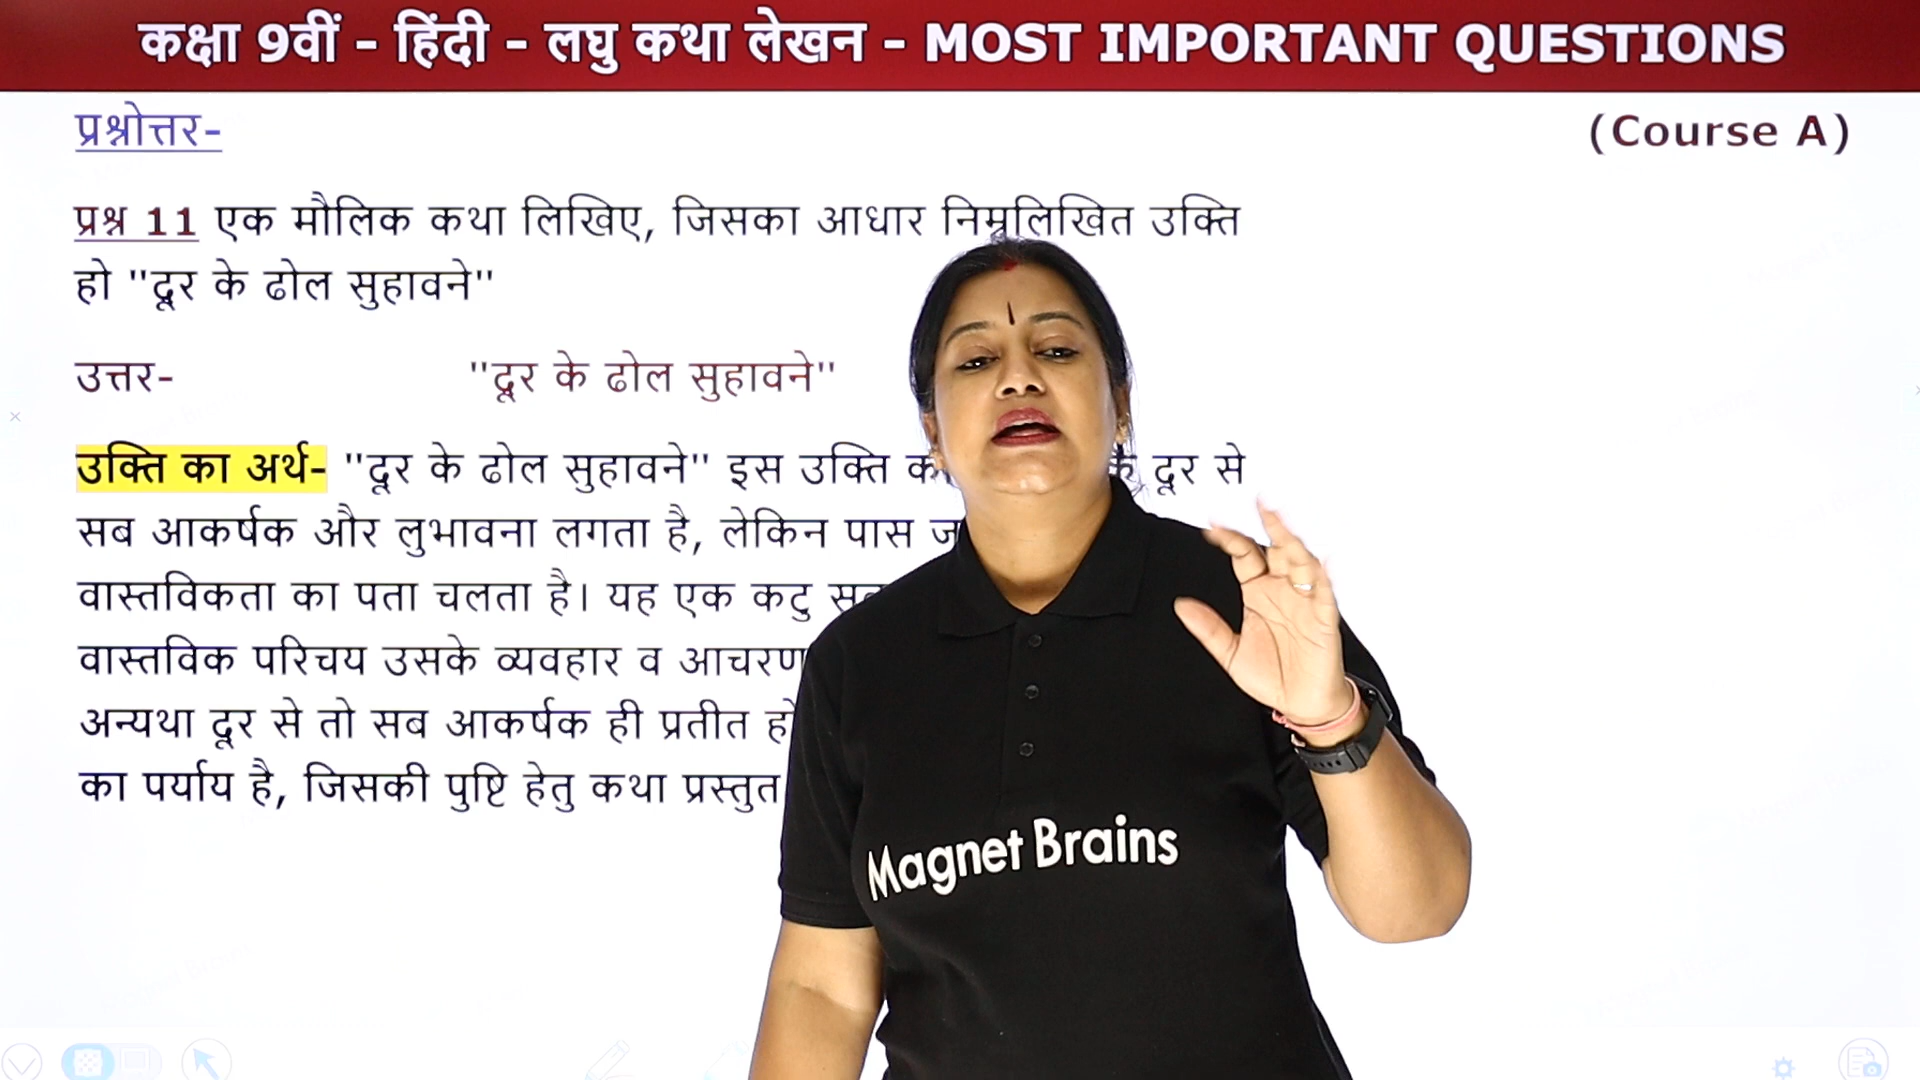 कक्षा 9वीं - हिंदी - लघु कथा लेखन - MOST IMPORTANT QUESTIONS
प्रश्नोत्तर-
(Course A)
प्रश्न 11 एक मौलिक कथा लिखिए, जिसका आधार निम्नलिखित उक्ति
हो "दूर के ढोल सुहावने"
उत्तर- "दूर के ढोल सुहावने"
उक्ति का अर्थ- "दूर के ढोल सुहावने" इस उक्ति दूर से
सब आकर्षक और लुभावना लगता है, लेकिन पास
वास्तविकता का पता चलता है। यह एक कटु
वास्तविक परिचय उसके व्यवहार व आचरण
अन्यथा दूर से तो सब आकर्षक ही प्रतीत
का पर्याय है, जिसकी पुष्टि हेतु कथा प्रस्तुत
Magnet Brains